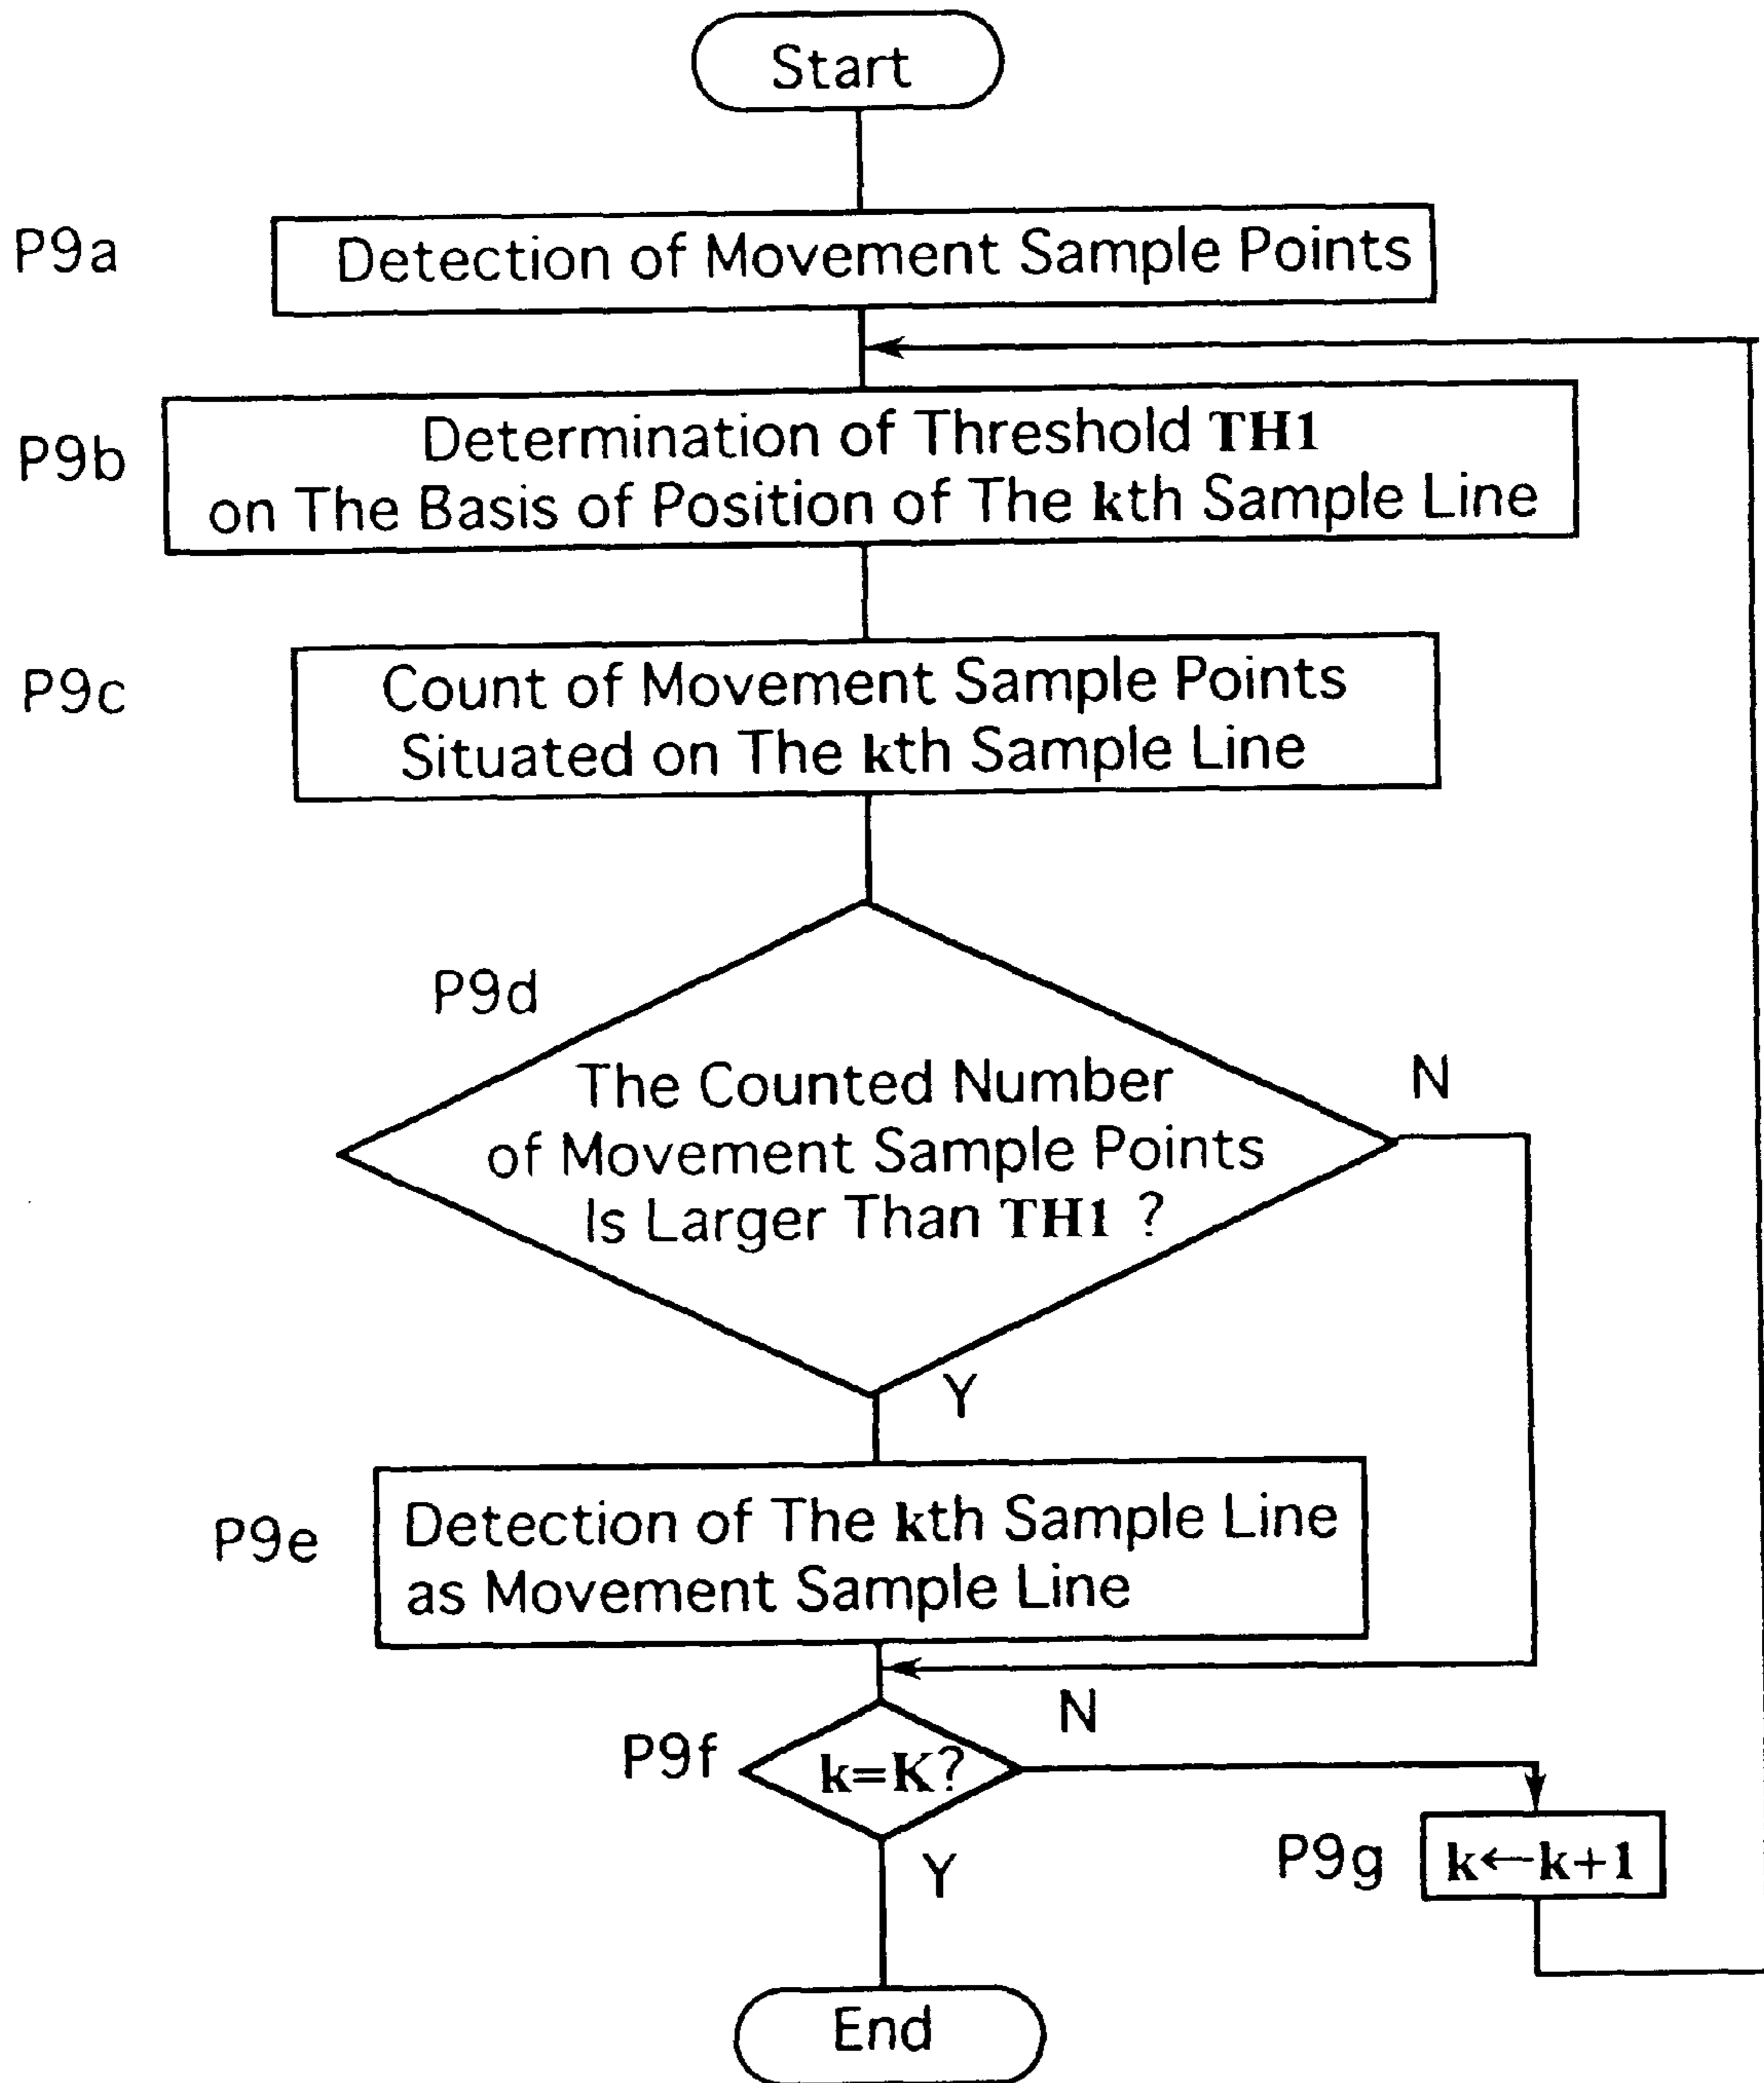 Start
P9a
Detection of Movement Sample Points
P9b
Determination of Threshold TH1
on The Basis of Position of The kth Sample Line
P9c
Count of Movement Sample Points
Situated on The kth Sample Line
P9d
The Counted Number
of Movement Sample Points
Is Larger Than TH1 ?
N
Y
P9e
Detection of The kth Sample Line
as Movement Sample Line
P9f
k=K?
N
Y
P9g
k←k+1
End